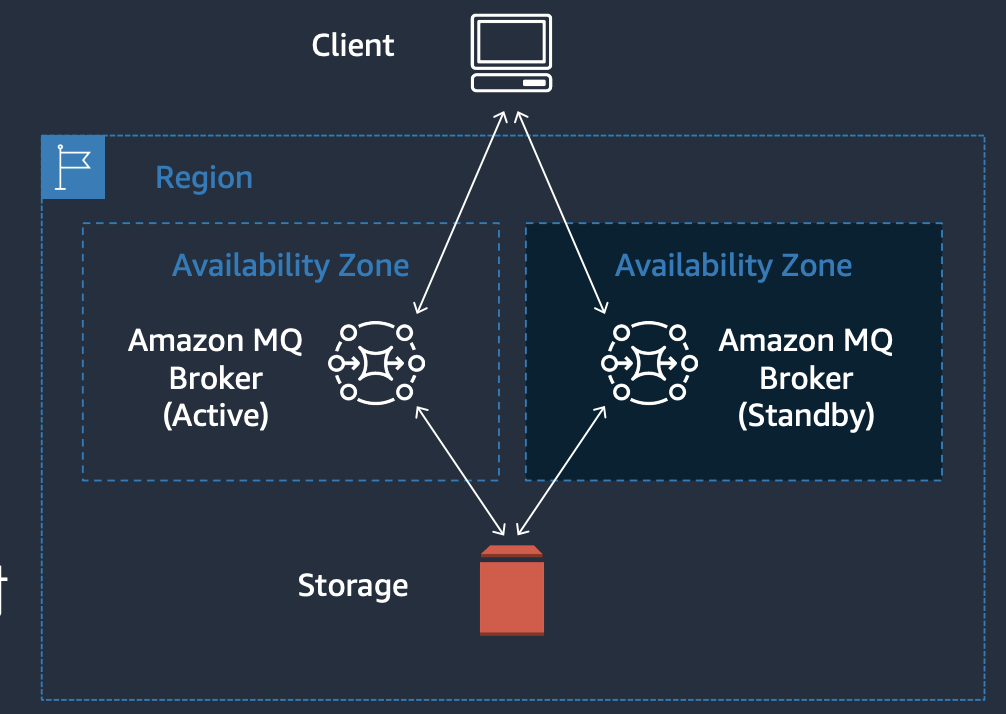 Client
Region
Availability Zone
Availability Zone
Amazon MQ
Broker
(Active)
Amazon MQ
Broker
(Standby)
Storage